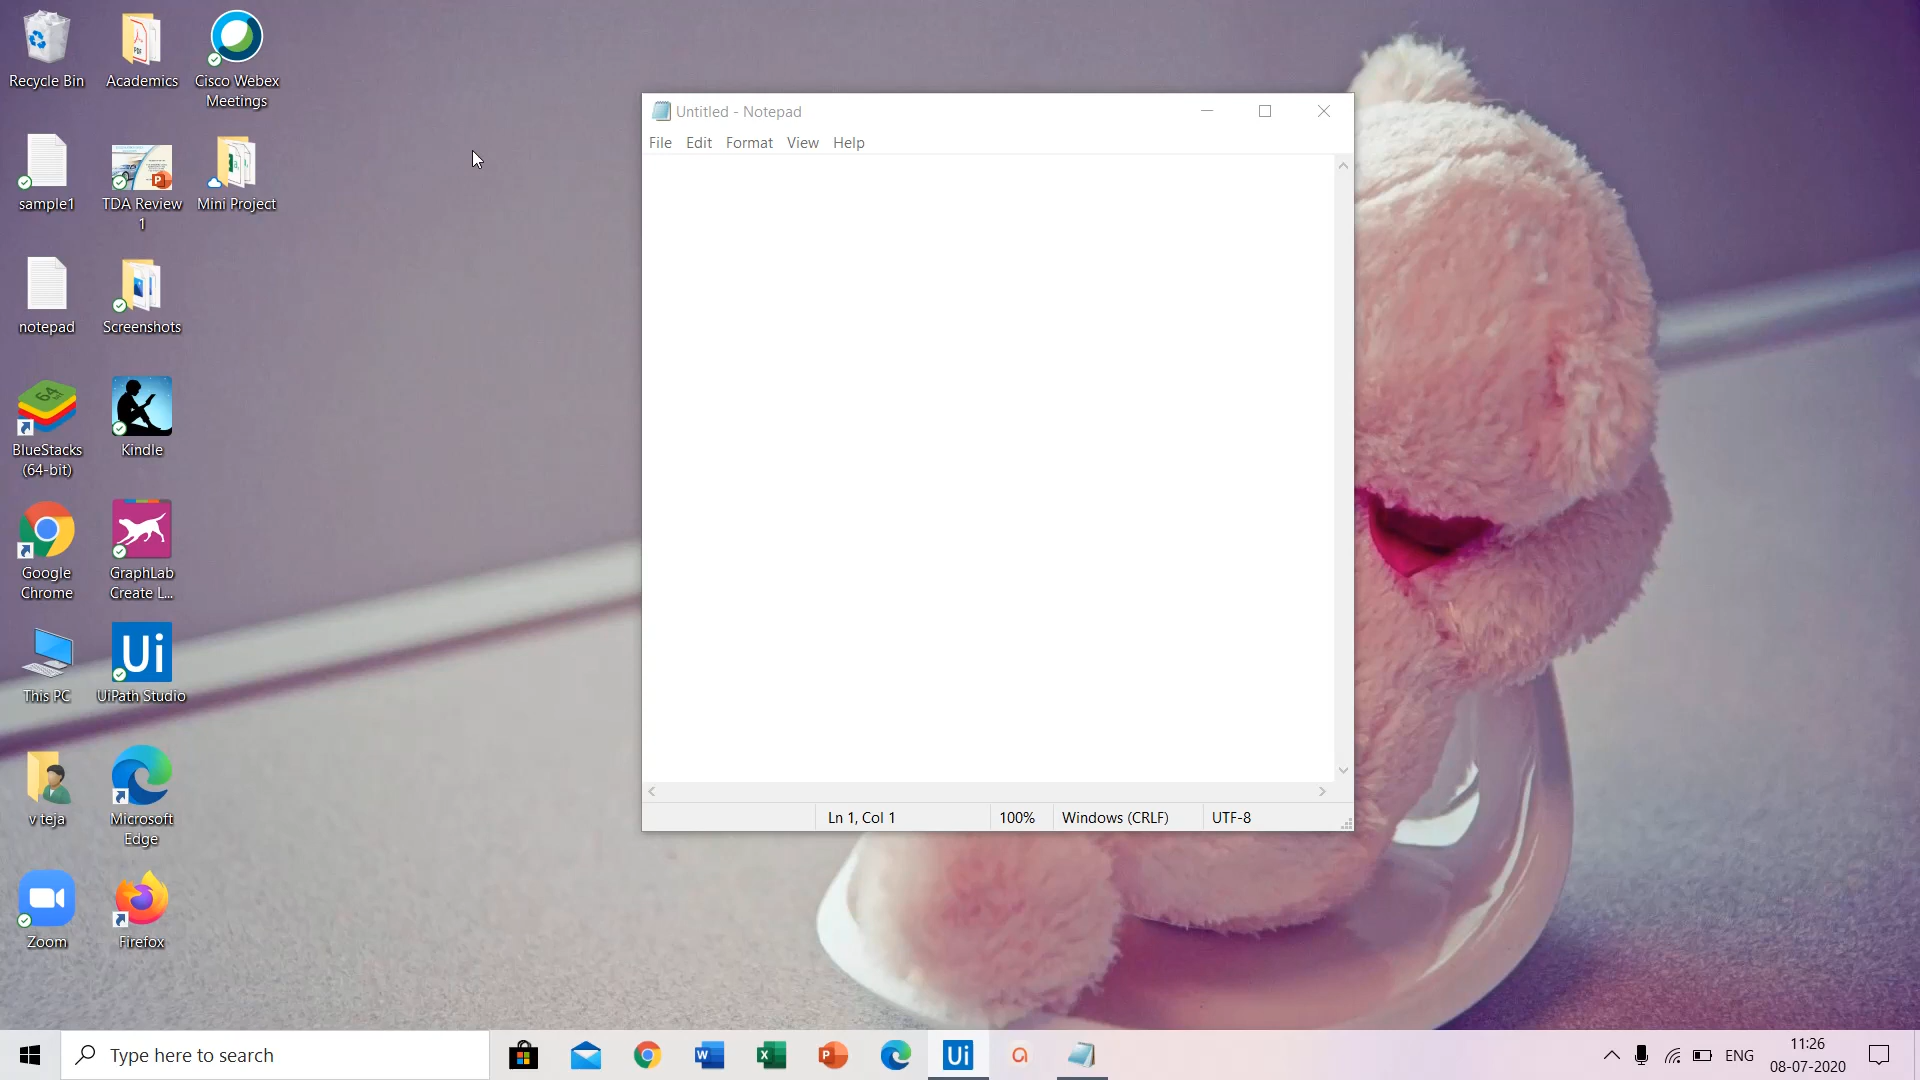 Recycle Bin
Academics
Cisco Webex
Meetings
sample1
TDA Review
1
Mini Project
notepad
Screenshots
BlueStacks
(64-bit)
Kindle
Google
Chrome
GraphLab
Create L...
This PC
UiPath Studio
v teja
Microsoft
Edge
Zoom
Firefox
Untitled - Notepad
File Edit Format View Help
Ln 1, Col 1 100% Windows (CRLF) UTF-8
Type here to search
ENG
11:26
08-07-2020